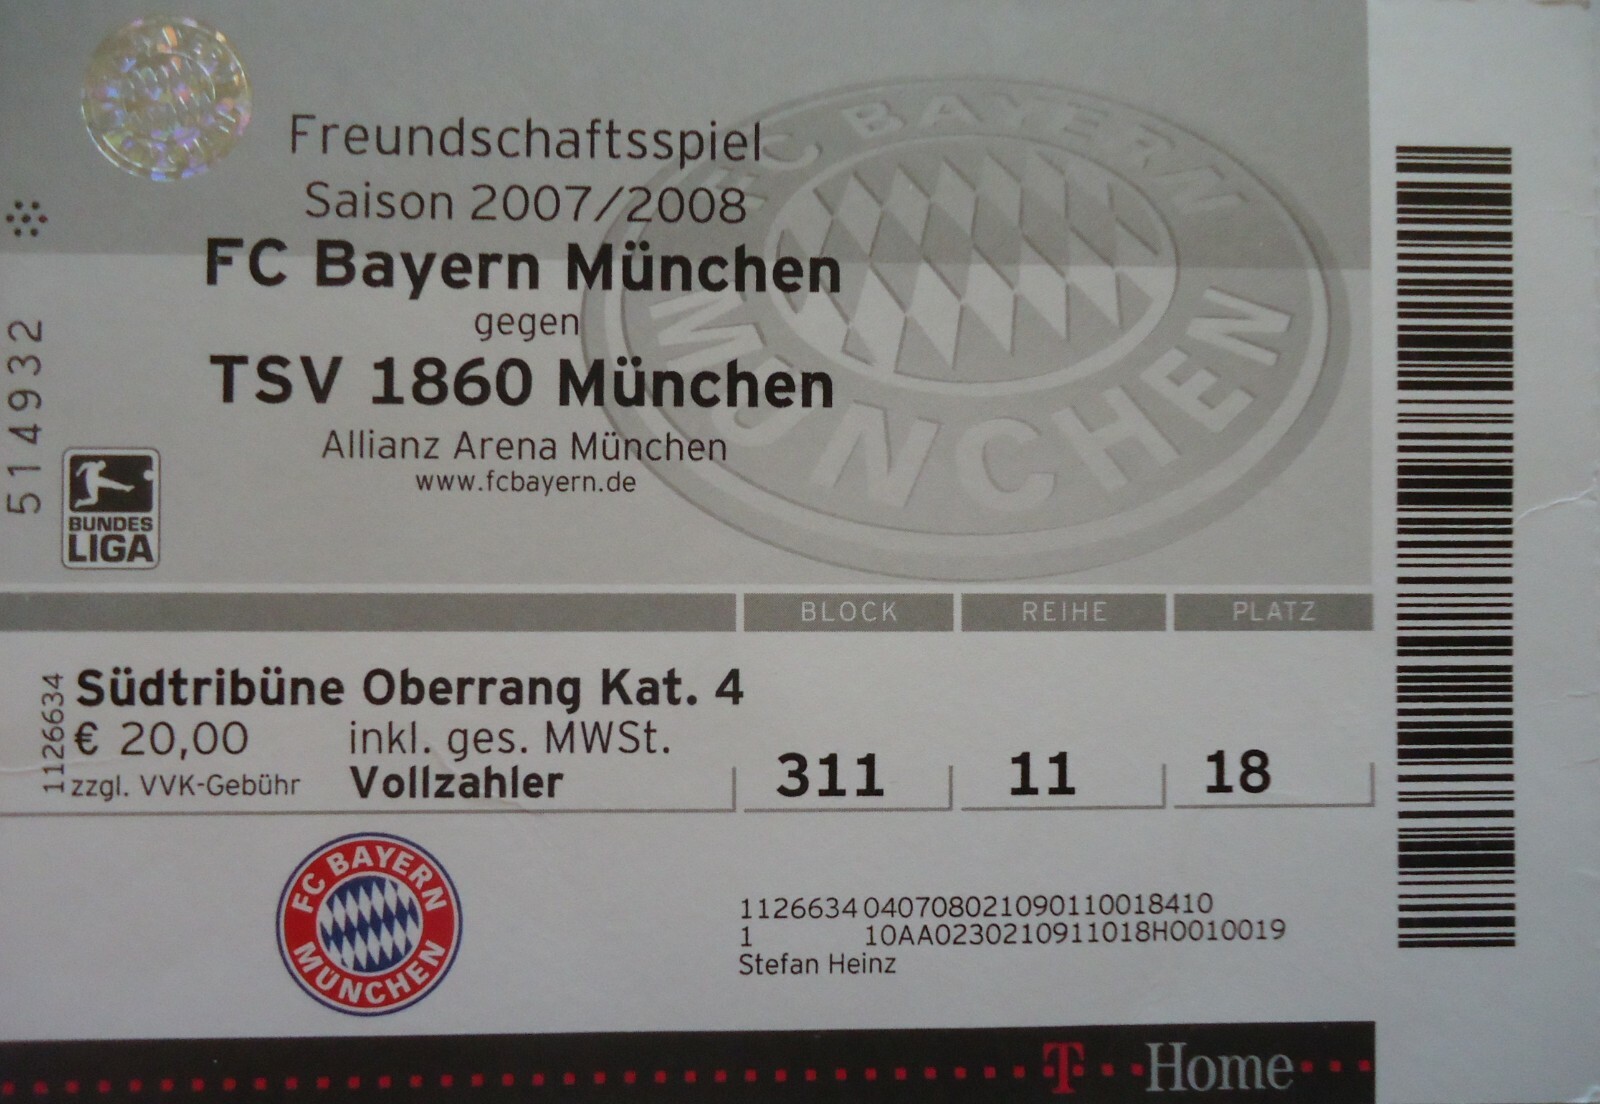 Freundschaftsspiel
Saison 2007/2008
FC Bayern München
gegen
TSV 1860 München
Allianz Arena München
www.fcbayern.de
FC BAYERN
MÜNCHEN
514932
BUNDES
LIGA
BLOCK REIHE PLATZ
1126634
Südtribüne Oberrang Kat. 4
€ 20,00 inkl. ges. MWSt.
zzgl. VVK-Gebühr Vollzahler
311 11 18
FC BAYERN
MÜNCHEN
1126634 040708021090110018410
1 10AA0230210911018H0010019
Stefan Heinz
T Home